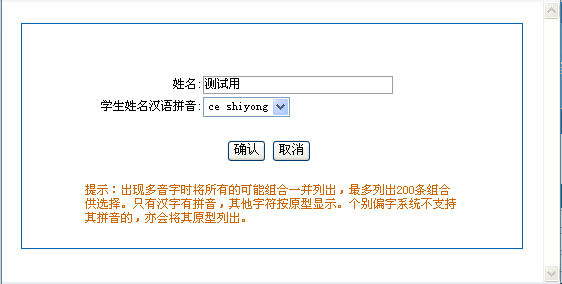 姓名:测试用
学生姓名汉语拼音:ce shiyong
确认 取消
提示：出现多音字时将所有的可能组合一并列出，最多列出200条组合
供选择。只有汉字有拼音，其他字符按原型显示。个别偏字系统不支持
其拼音的，亦会将其原型列出。